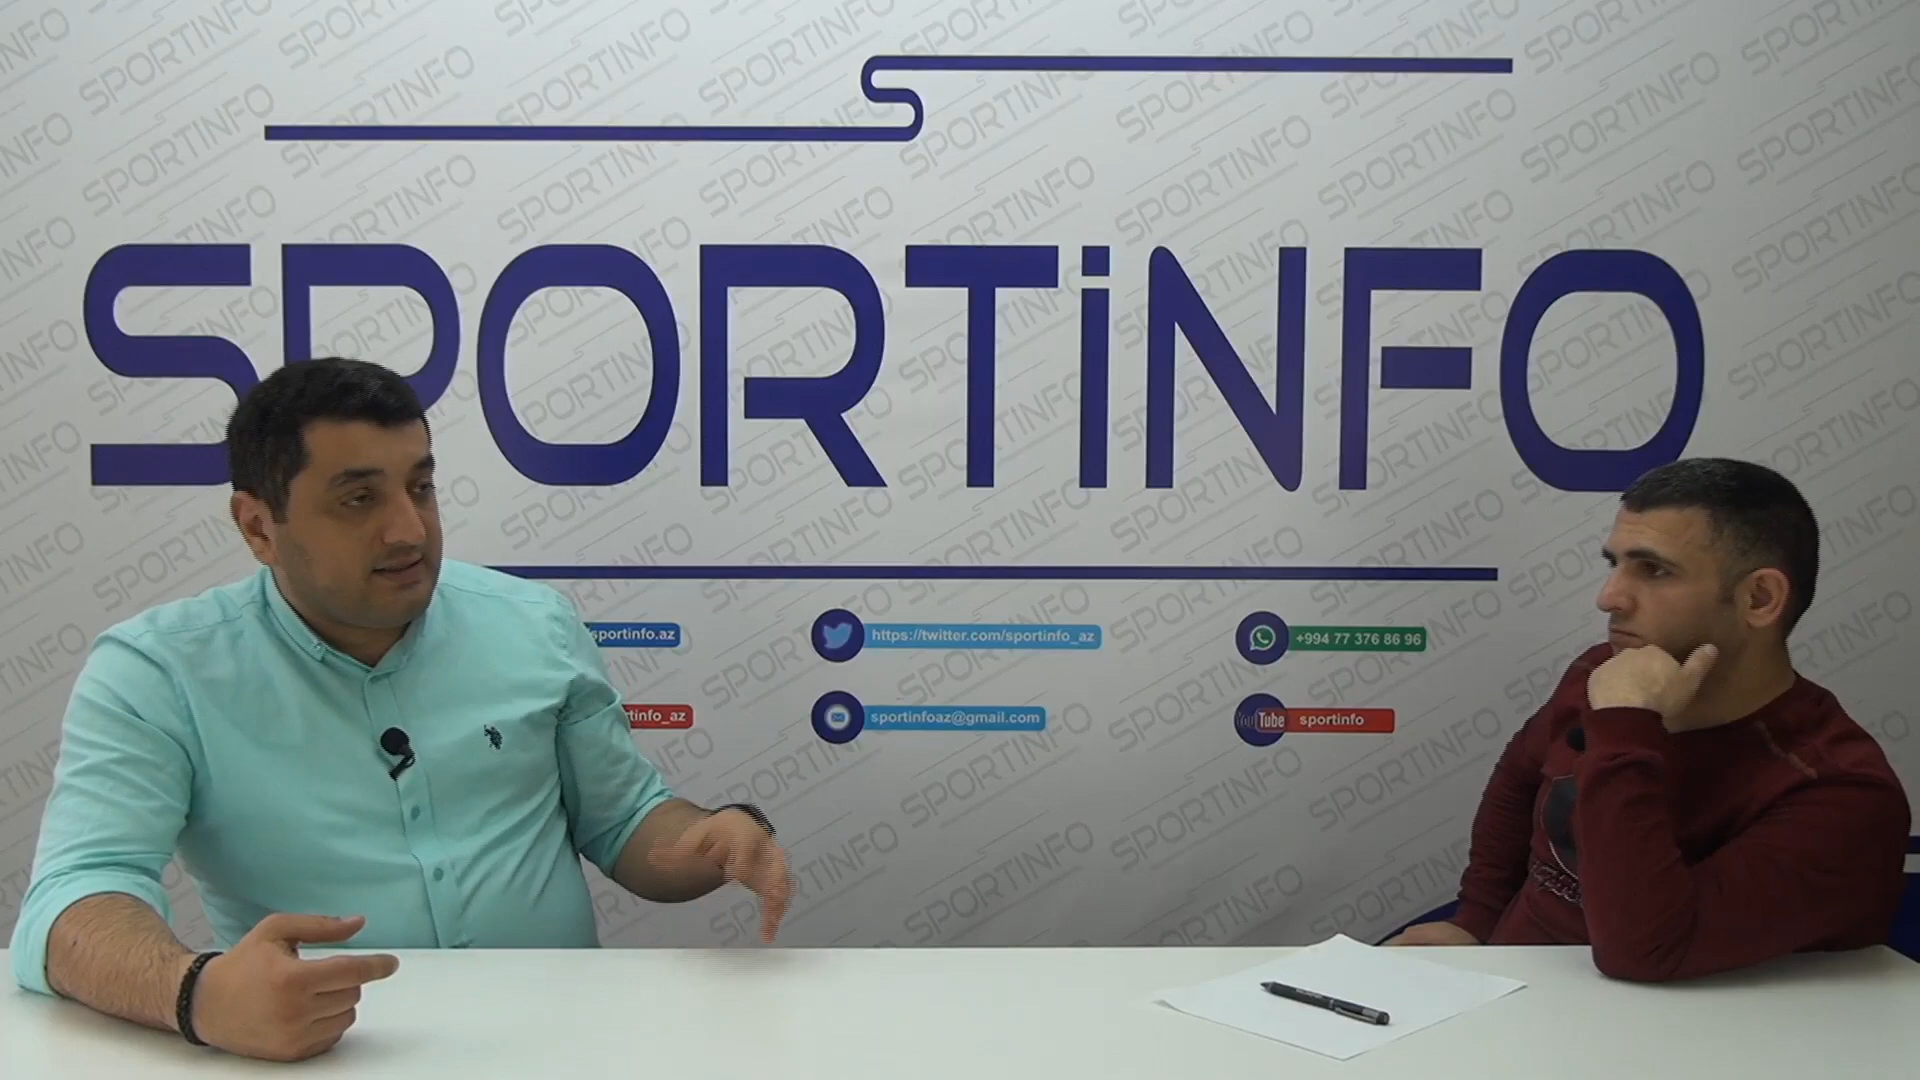 SPORTiNFO
sportinfo.az
https://twitter.com/sportinfo_az
+994 77 376 86 96
tinfo_az
sportinfoaz@gmail.com
YouTube sportinfo